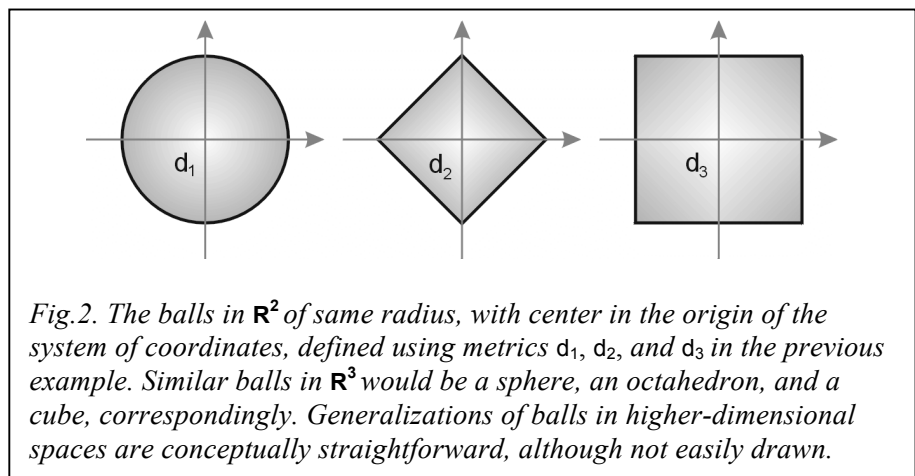 d₁
d₂
d₃
Fig.2. The balls in R² of same radius, with center in the origin of the
system of coordinates, defined using metrics d₁, d₂, and d₃ in the previous
example. Similar balls in R³ would be a sphere, an octahedron, and a
cube, correspondingly. Generalizations of balls in higher-dimensional
spaces are conceptually straightforward, although not easily drawn.